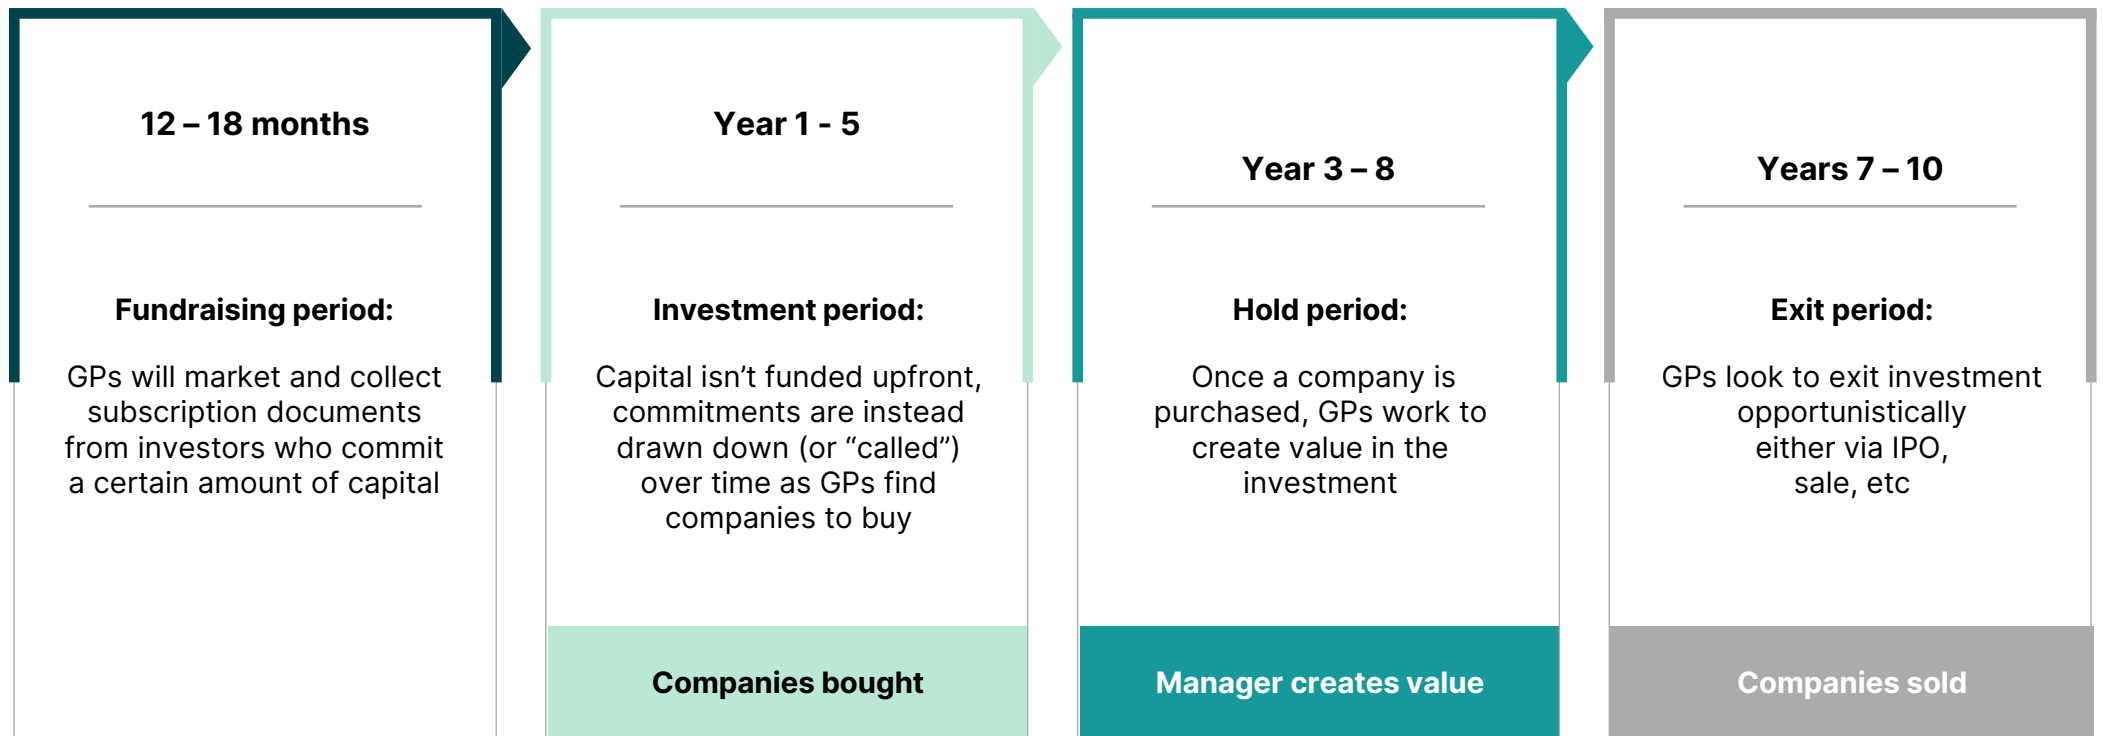 12 – 18 months
Fundraising period:
GPs will market and collect
subscription documents
from investors who commit
a certain amount of capital
Year 1 - 5
Investment period:
Capital isn’t funded upfront,
commitments are instead
drawn down (or “called”)
over time as GPs find
companies to buy
Companies bought
Year 3 – 8
Hold period:
Once a company is
purchased, GPs work to
create value in the
investment
Manager creates value
Years 7 – 10
Exit period:
GPs look to exit investment
opportunistically
either via IPO,
sale, etc
Companies sold